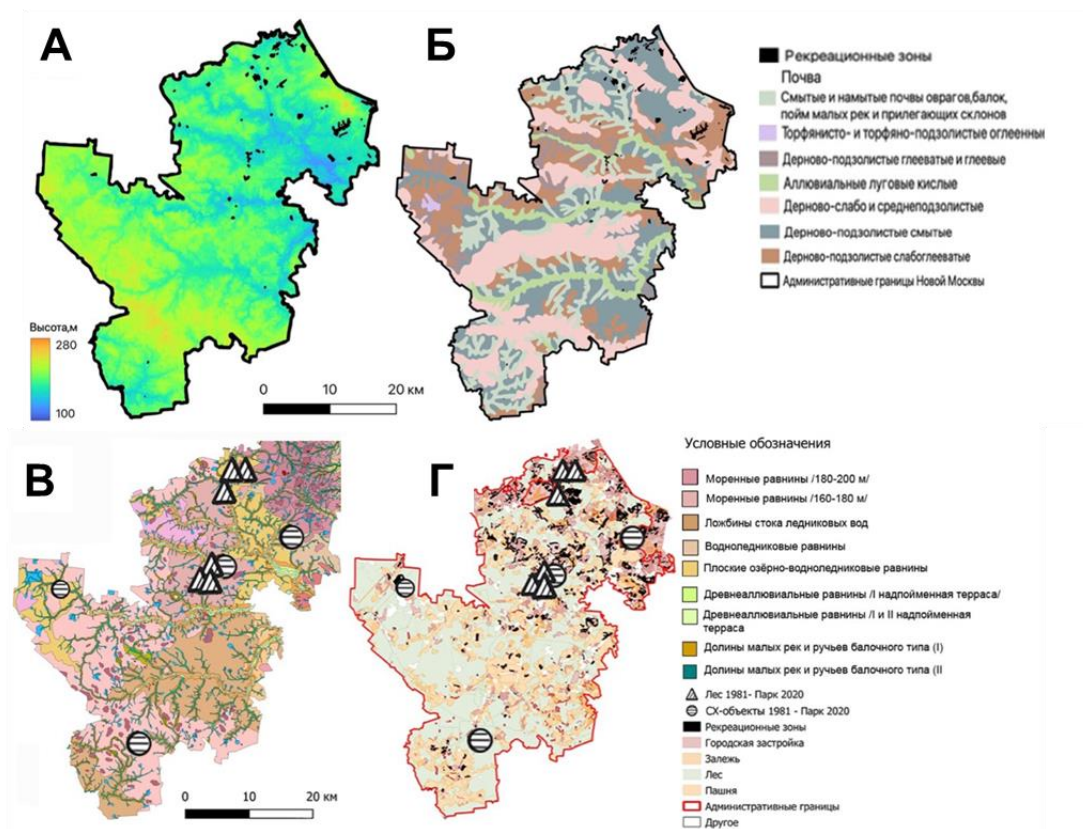 А
Б
Рекреационные зоны
Почва
Смытые и намытые почвы оврагов,балок,
пойм малых рек и прилегающих склонов
Торфянисто- и торфяно-подзолистые оглеенны
Дерново-подзолистые глееватые и глеевые
Аллювиальные луговые кислые
Дерново-слабо и среднеподзолистые
Дерново-подзолистые смытые
Дерново-подзолистые слабоглееватые
Административные границы Новой Москвы
Высота,м
280
100
0 10 20 км
В
Г
Условные обозначения
Моренные равнины /180-200 м/
Моренные равнины /160-180 м/
Ложбины стока ледниковых вод
Водноледниковые равнины
Плоские озёрно-водноледниковые равнины
Древнеаллювиальные равнины /I надпойменная терраса/
Древнеаллювиальные равнины /I и II надпойменная
терраса
Долины малых рек и ручьев балочного типа (I)
Долины малых рек и ручьев балочного типа (II
Лес 1981- Парк 2020
СХ-объекты 1981 - Парк 2020
Рекреационные зоны
Городская застройка
Залежь
Лес
Пашня
Административные границы
Другое
0 10 20 км